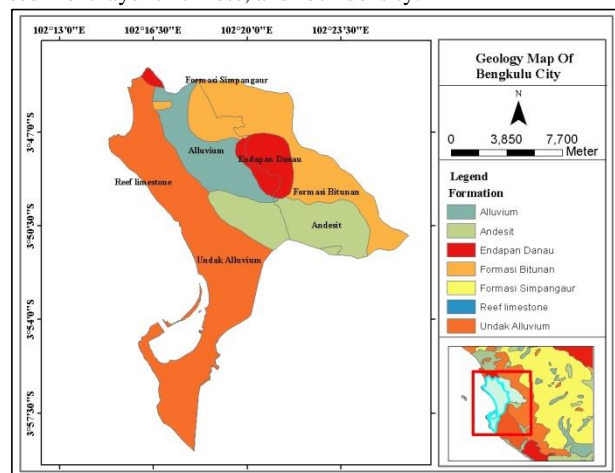 102°13'0"E 102°16'30"E 102°20'0"E 102°23'30"E
3°47'0"S
3°50'30"S
3°54'0"S
3°57'30"S
Formasi Simpangaur
Alluvium
Endapan Danau
Reef limestone
Formasi Bitunan
Andesit
Undak Alluvium
Geology Map Of
Bengkulu City
N
0 3,850 7,700
Meter
Legend
Formation
Alluvium
Andesit
Endapan Danau
Formasi Bitunan
Formasi Simpangaur
Reef limestone
Undak Alluvium